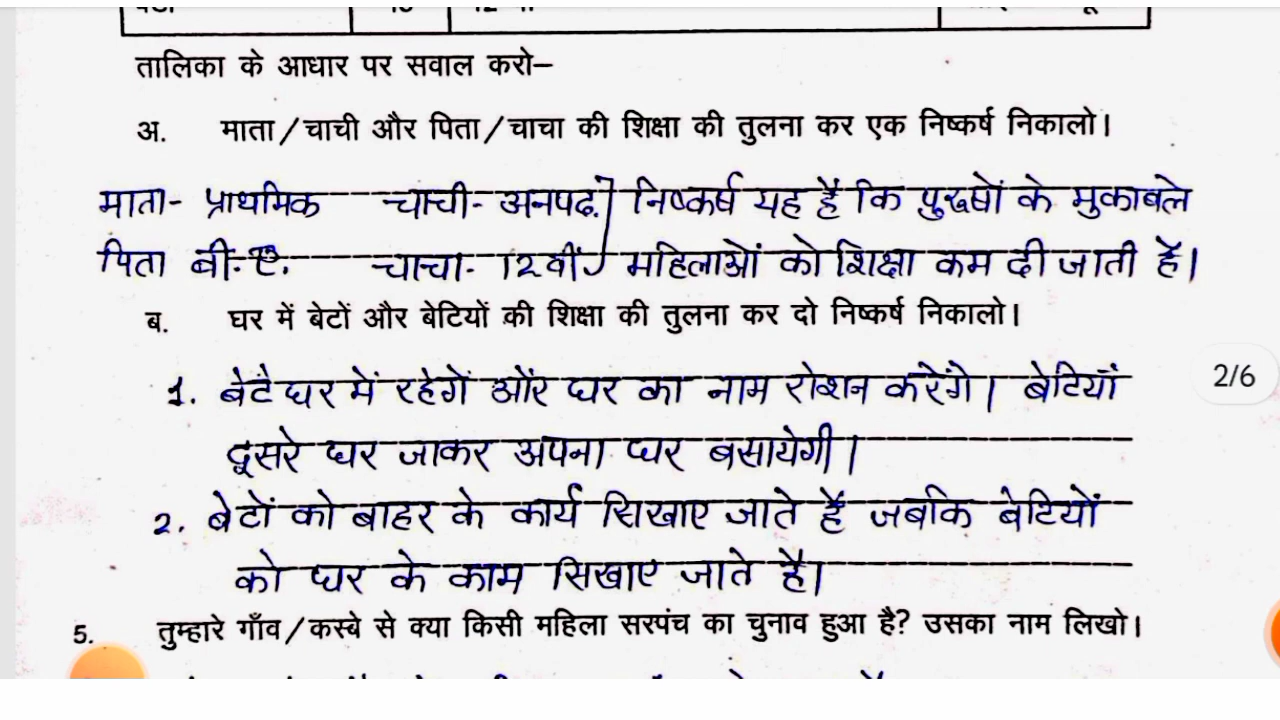 तालिका के आधार पर सवाल करो–
अ. माता/चाची और पिता/चाचा की शिक्षा की तुलना कर एक निष्कर्ष निकालो।
माता- प्राथमिक चाची- अनपढ़ निष्कर्ष यह है कि पुरुषों के मुकाबले
पिता बी. ए. चाचा- 12वीं महिलाओं को शिक्षा कम दी जाती है।
ब. घर में बेटों और बेटियों की शिक्षा की तुलना कर दो निष्कर्ष निकालो।
1. बेटे घर में रहेगें और घर का नाम रोशन करेंगे। बेटियाँ
दूसरे घर जाकर अपना घर बसायेगी।
2. बेटों को बाहर के कार्य सिखाए जाते है जबकि बेटियों
को घर के काम सिखाए जाते है।
5. तुम्हारे गाँव/कस्बे से क्या किसी महिला सरपंच का चुनाव हुआ है? उसका नाम लिखो।
2/6